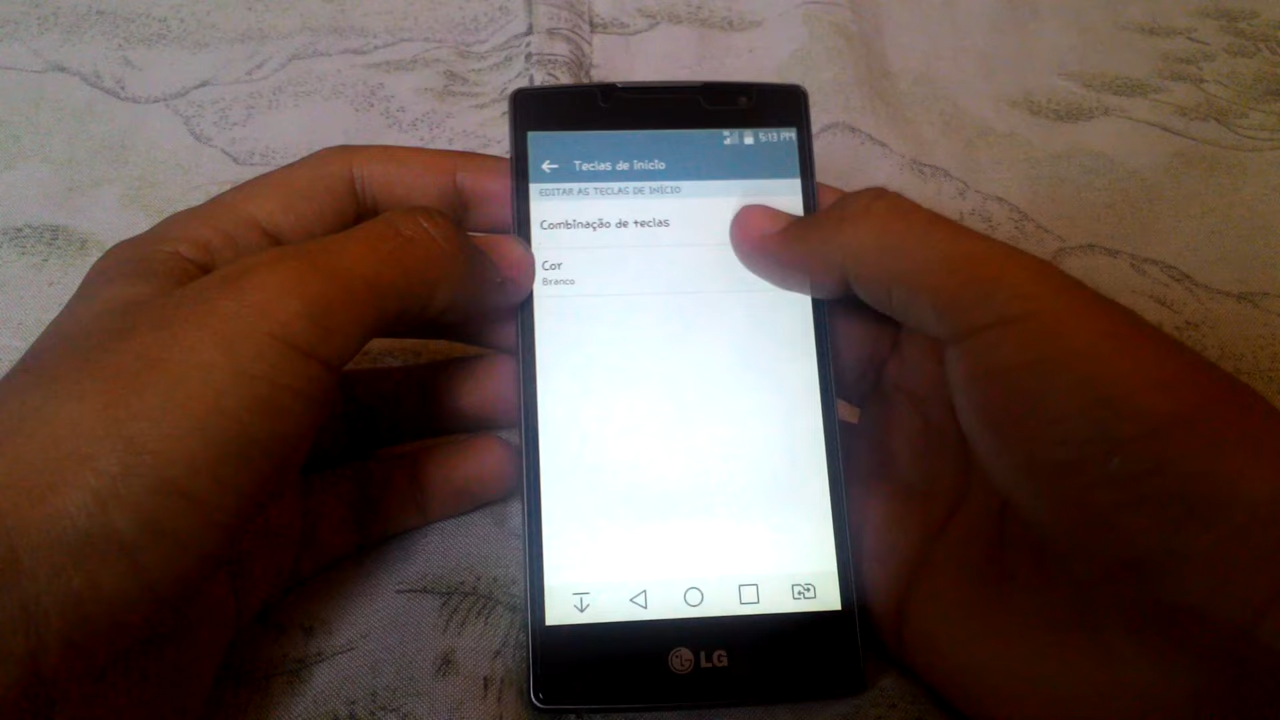 5:13 PM
Teclas de início
EDITAR AS TECLAS DE INÍCIO
Combinação de teclas
Cor
Branco
LG